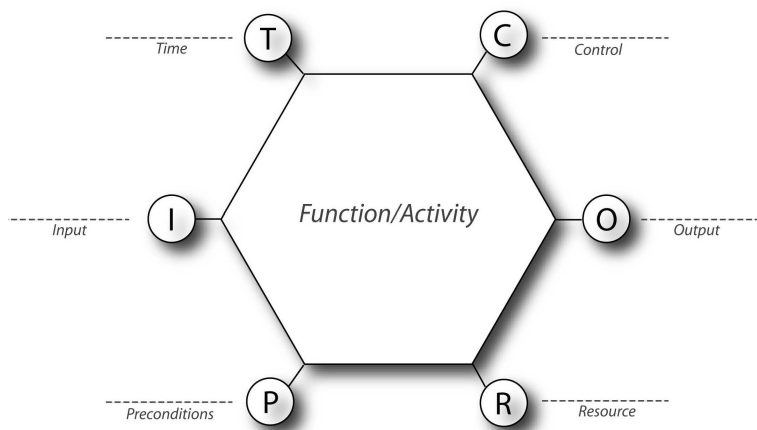 T
C
Time
Control
Function/Activity
I
O
Input
Output
P
R
Preconditions
Resource